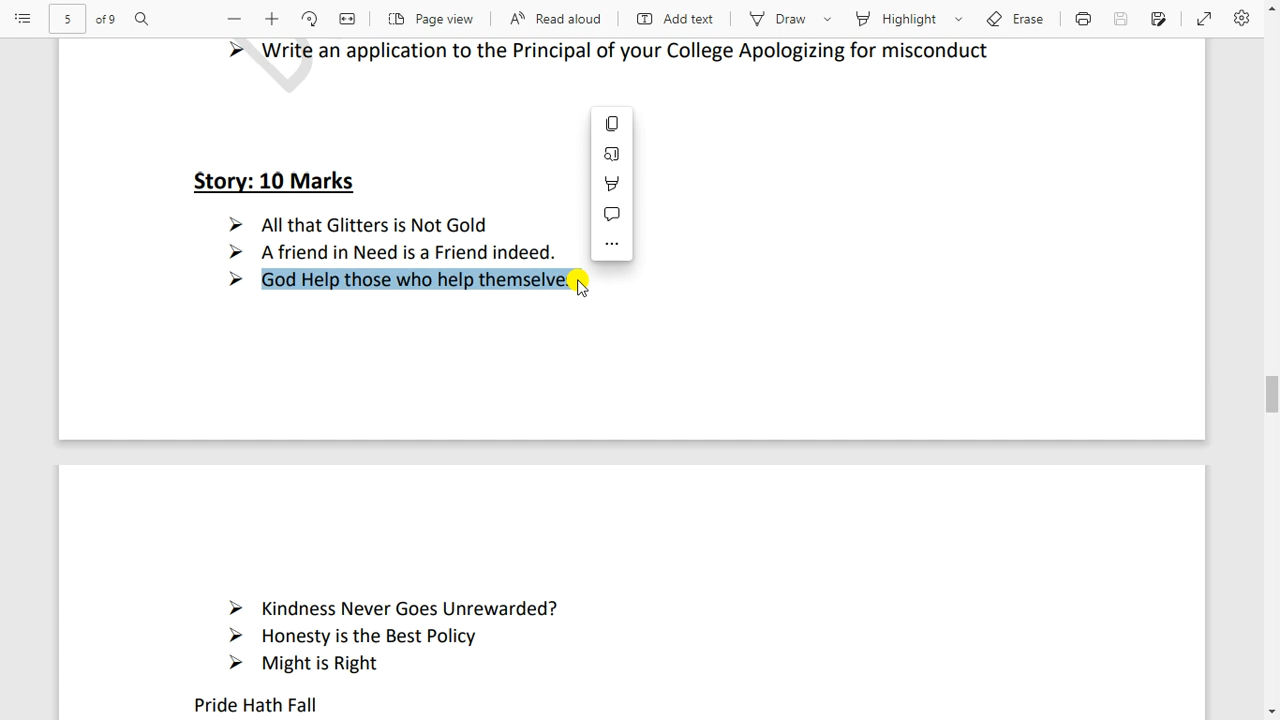 5 of 9 Page view Read aloud Add text Draw Highlight Erase
Write an application to the Principal of your College Apologizing for misconduct
Story: 10 Marks
All that Glitters is Not Gold
A friend in Need is a Friend indeed.
God Help those who help themselves
Kindness Never Goes Unrewarded?
Honesty is the Best Policy
Might is Right
Pride Hath Fall